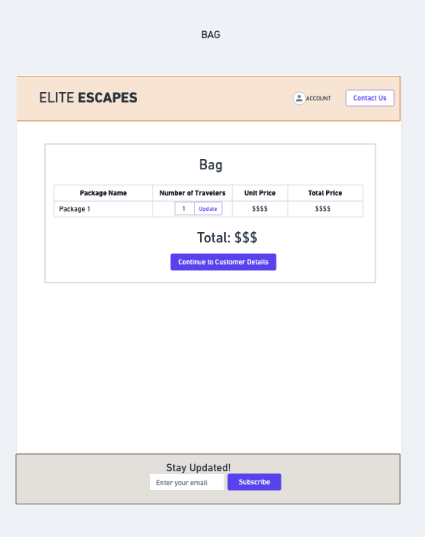 BAG
ELITE ESCAPES
ACCOUNT
Contact Us
Bag
Package Name Number of Travelers Unit Price Total Price
Package 1 1 Update $$$$ $$$$
Total: $$$
Continue to Customer Details
Stay Updated!
Enter your email Subscribe